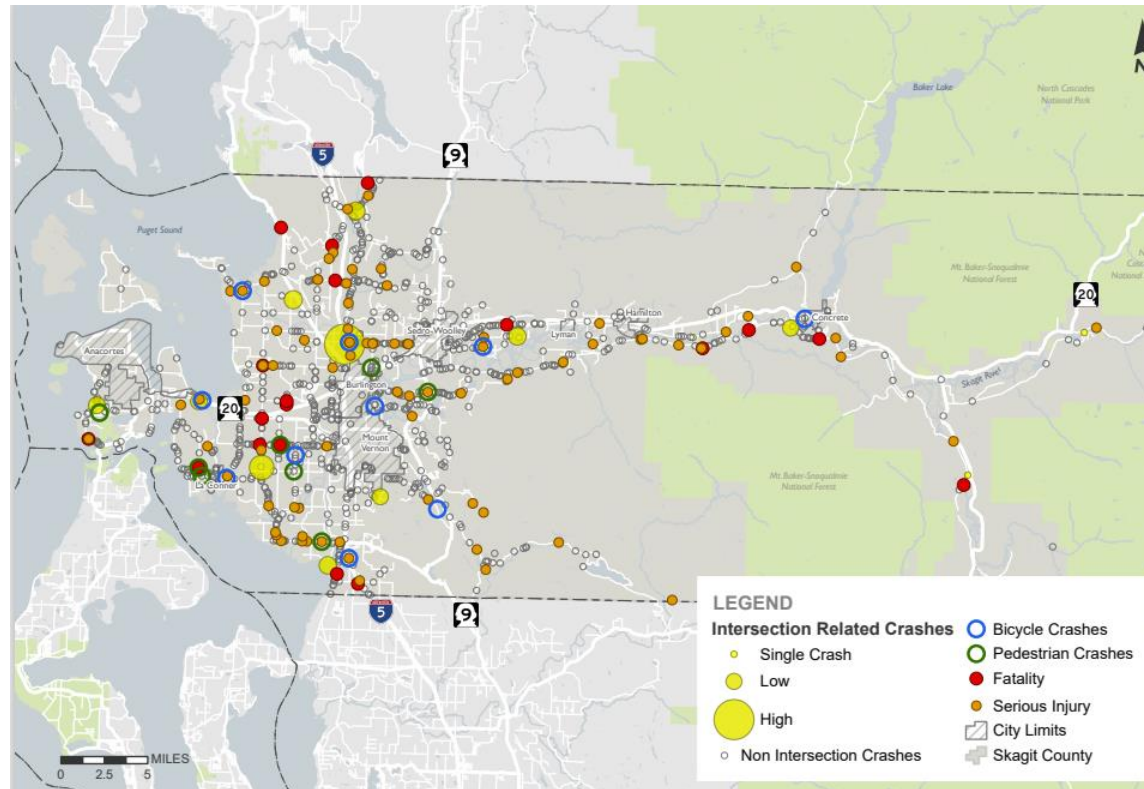 N
Baker Lake
North Cascades
National Park
5
9
Puget Sound
Mt. Baker-Snoqualmie
National Forest
20
Sedro-Woolley
Lyman
Hamilton
Concrete
Anacortes
Burlington
Skagit River
20
Mount
Vernon
La Conner
Mt. Baker-Snoqualmie
National Forest
5
9
MILES
0 2.5 5
LEGEND
Intersection Related Crashes
Single Crash
Low
High
Non Intersection Crashes
Bicycle Crashes
Pedestrian Crashes
Fatality
Serious Injury
City Limits
Skagit County